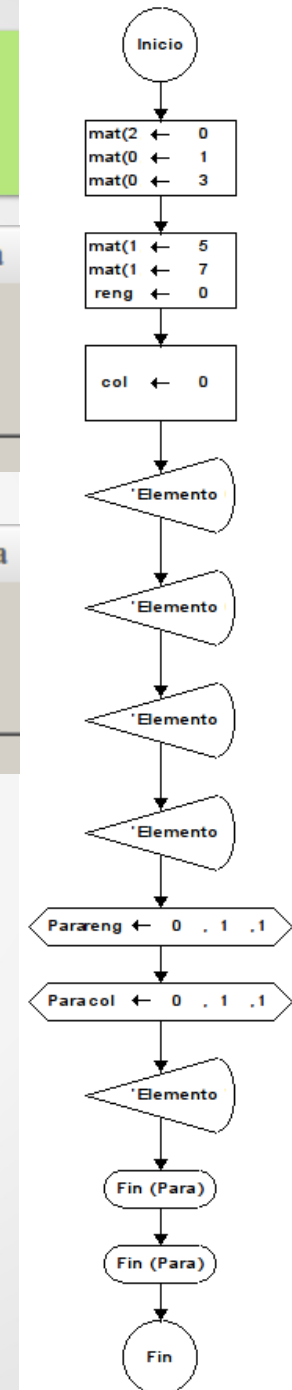 Inicio
mat(2 ← 0
mat(0 ← 1
mat(0 ← 3
mat(1 ← 5
mat(1 ← 7
reng ← 0
col ← 0
'Elemento
'Elemento
'Elemento
'Elemento
Parareng ← 0 , 1 ,1
Paracol ← 0 , 1 ,1
'Elemento
Fin (Para)
Fin (Para)
Fin